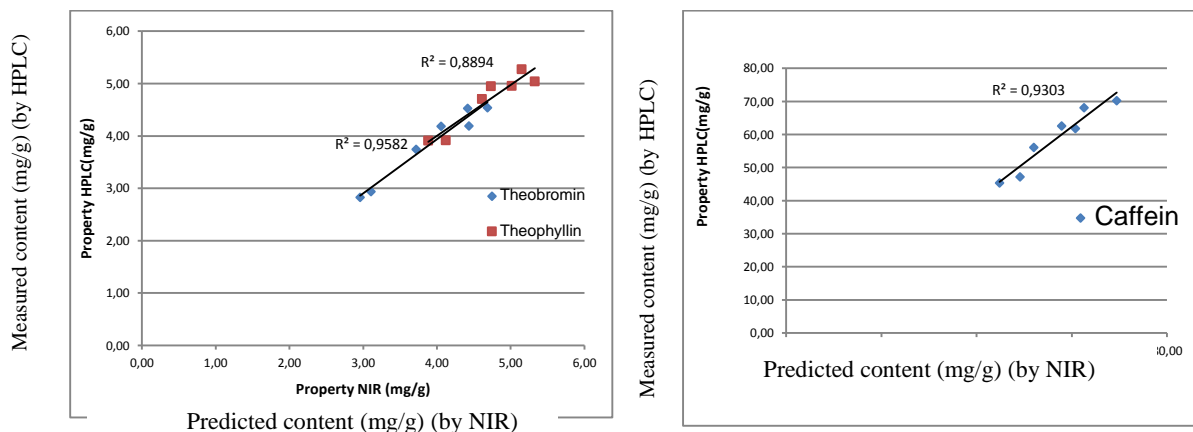 Measured content (mg/g) (by HPLC)
Property HPLC(mg/g)
6,00
5,00
4,00
3,00
2,00
1,00
0,00
R² = 0,8894
R² = 0,9582
Theobromin
Theophyllin
0,00 1,00 2,00 3,00 4,00 5,00 6,00
Property NIR (mg/g)
Predicted content (mg/g) (by NIR)
Measured content (mg/g) (by HPLC)
Property HPLC(mg/g)
80,00
70,00
60,00
50,00
40,00
30,00
20,00
10,00
0,00
R² = 0,9303
Caffein
Predicted content (mg/g) (by NIR)